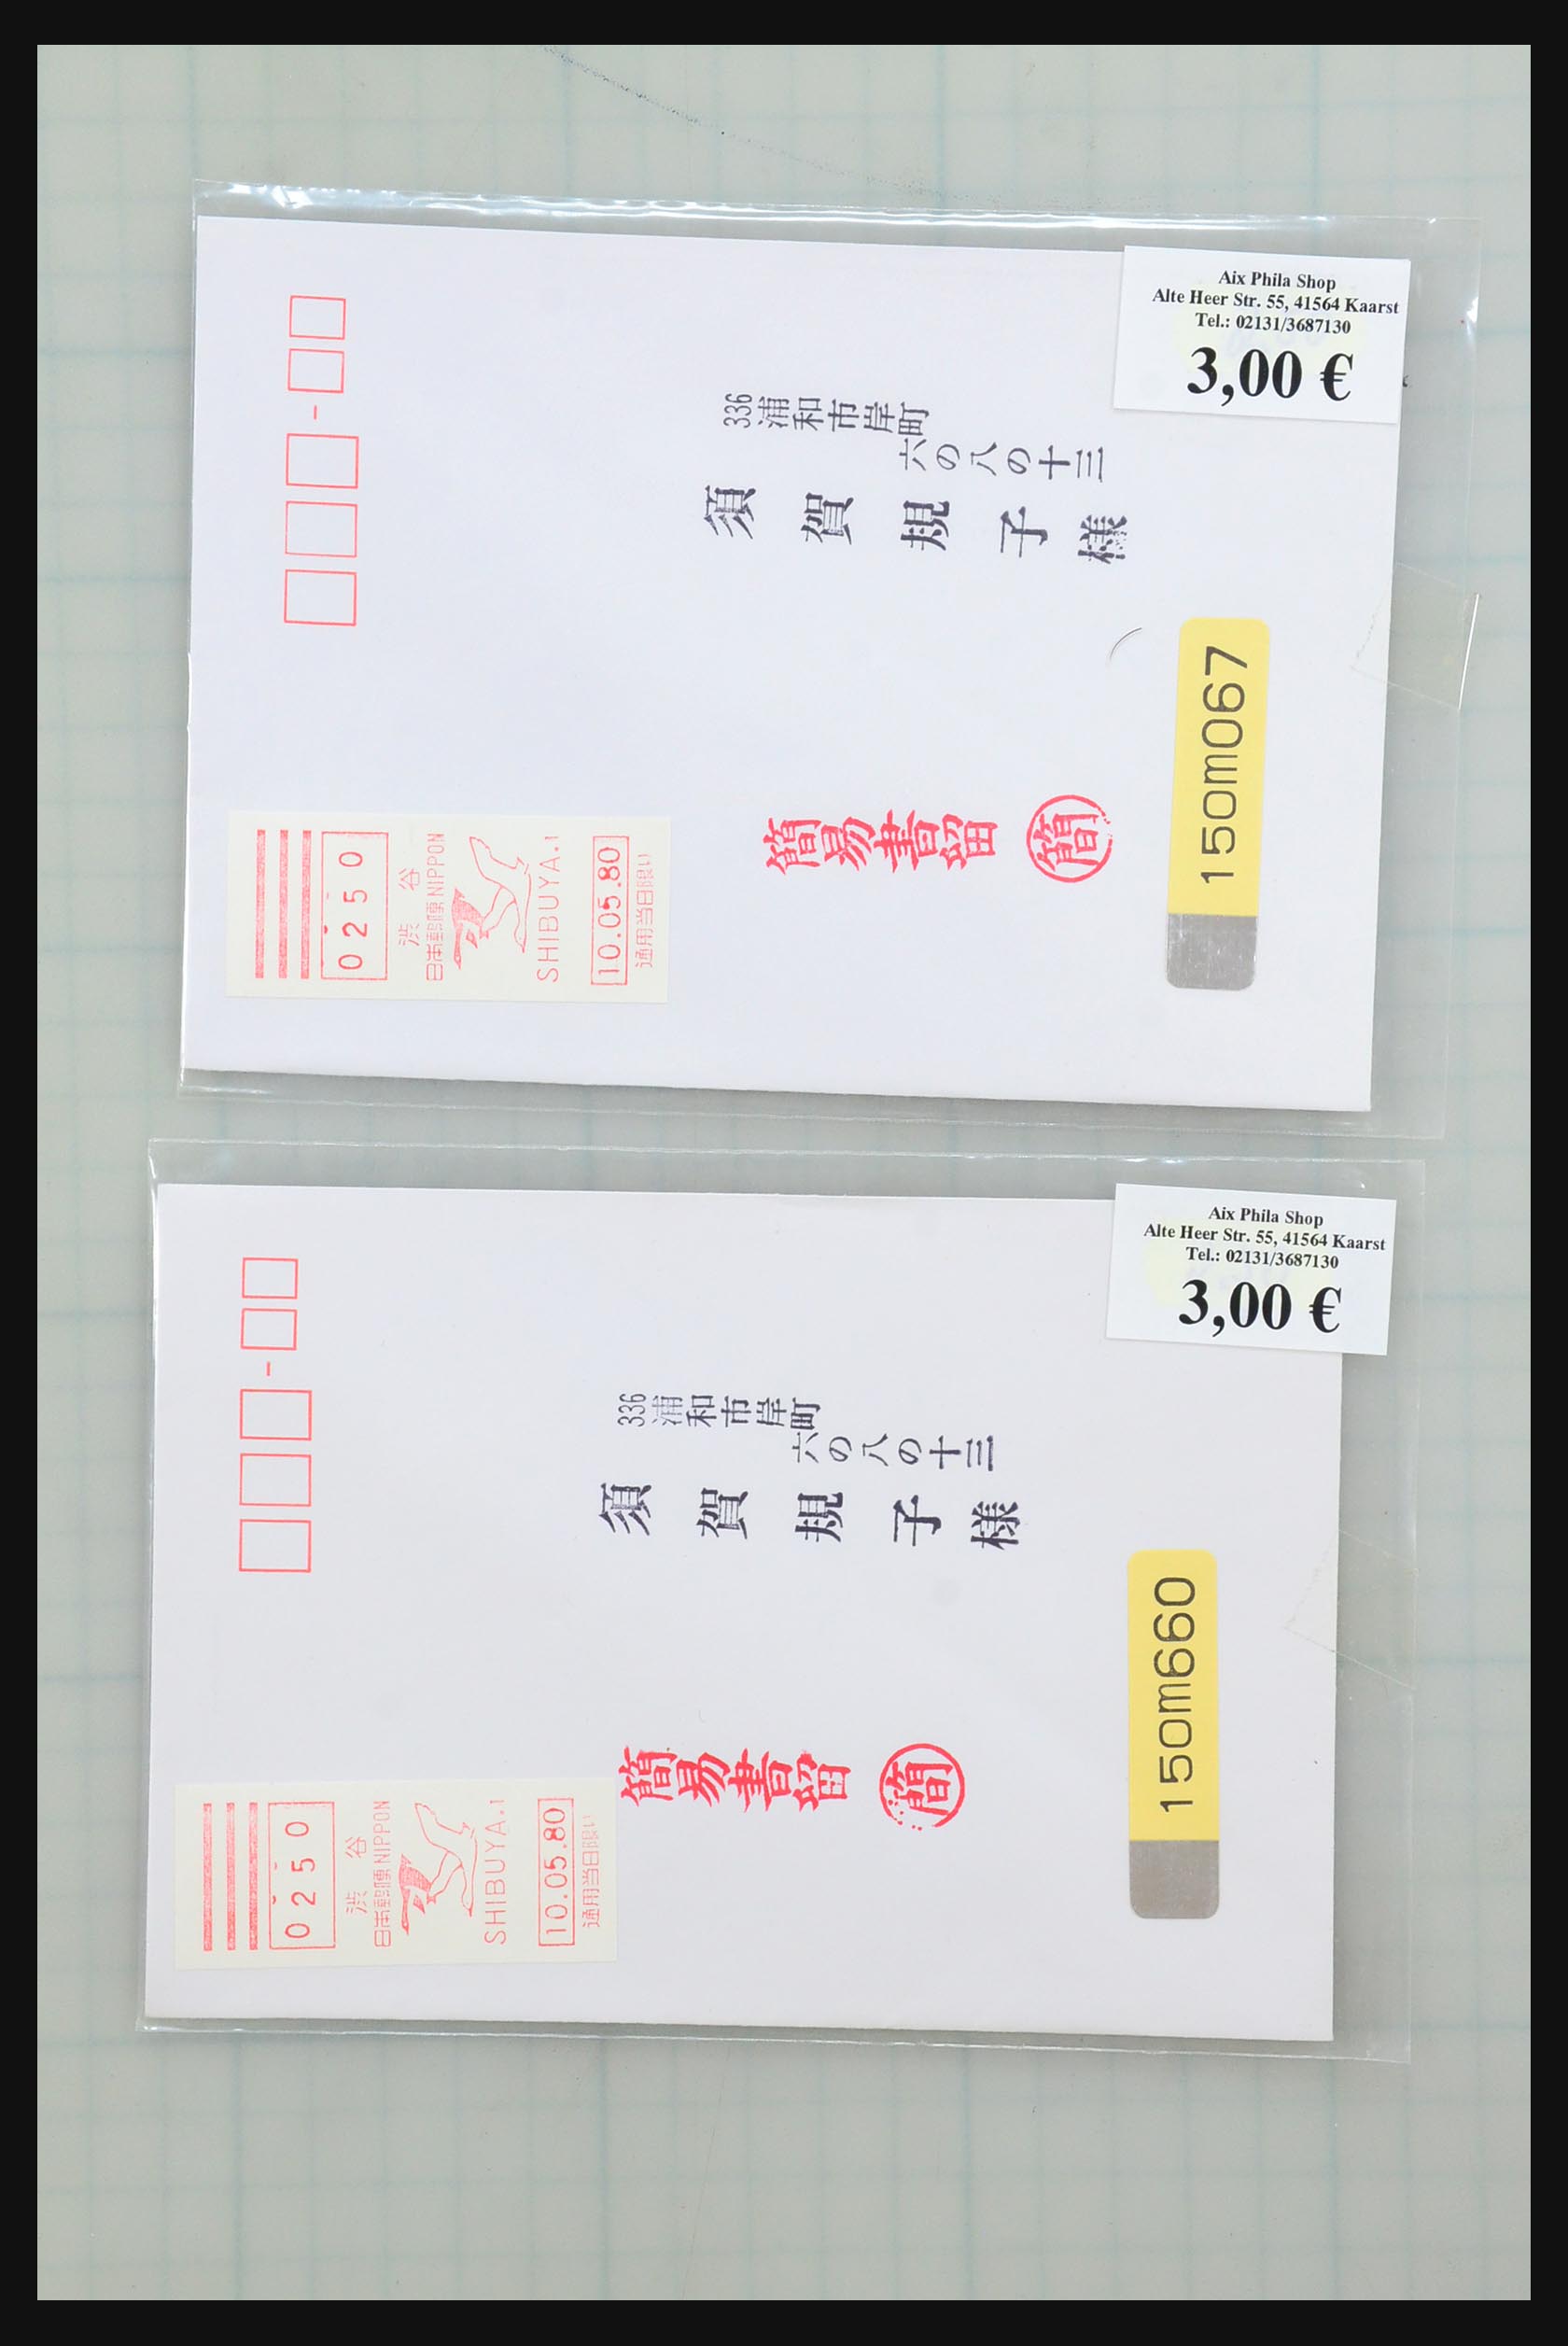 Aix Phila Shop
Alte Heer Str. 55, 41564 Kaarst
Tel.: 02131/3687130
3,00 €
336 浦和市岸町
六の八の十三
須賀規子様
簡易書留
簡
150m067
0250
渋谷
日本郵便 NIPPON
SHIBUYA.1
10.05.80
通用当日限り
Aix Phila Shop
Alte Heer Str. 55, 41564 Kaarst
Tel.: 02131/3687130
3,00 €
336 浦和市岸町
六の八の十三
須賀規子様
簡易書留
簡
150m660
0250
渋谷
日本郵便 NIPPON
SHIBUYA.1
10.05.80
通用当日限り